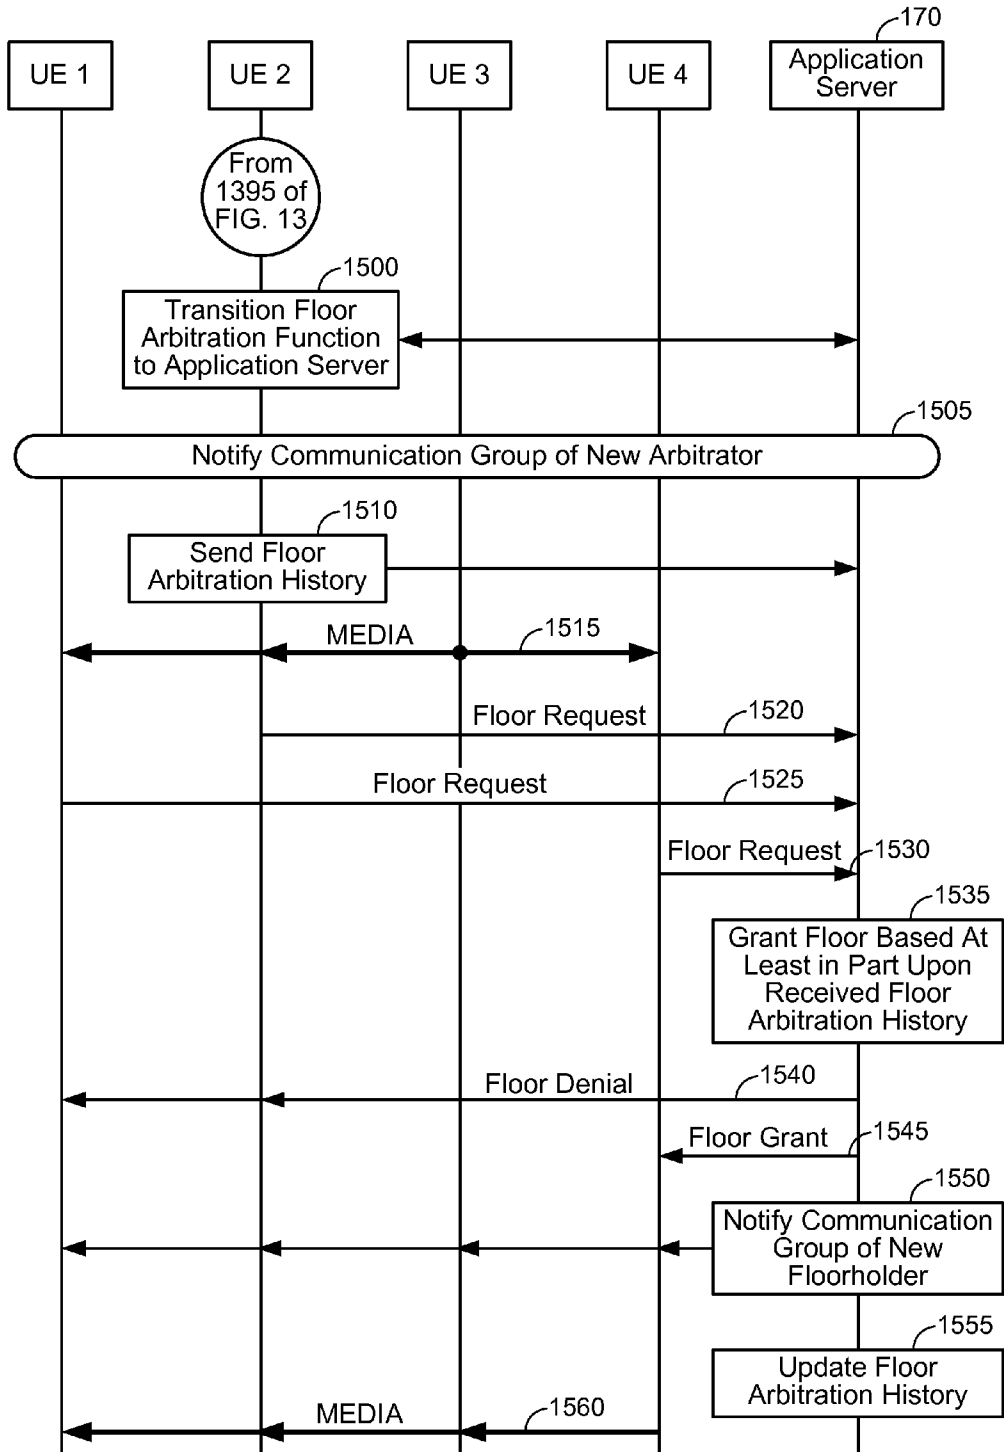 170
UE 1
UE 2
UE 3
UE 4
Application
Server
From
1395 of
FIG. 13
1500
Transition Floor
Arbitration Function
to Application Server
1505
Notify Communication Group of New Arbitrator
1510
Send Floor
Arbitration History
MEDIA
1515
Floor Request
1520
Floor Request
1525
Floor Request
1530
1535
Grant Floor Based At
Least in Part Upon
Received Floor
Arbitration History
Floor Denial
1540
Floor Grant
1545
1550
Notify Communication
Group of New
Floorholder
1555
Update Floor
Arbitration History
MEDIA
1560